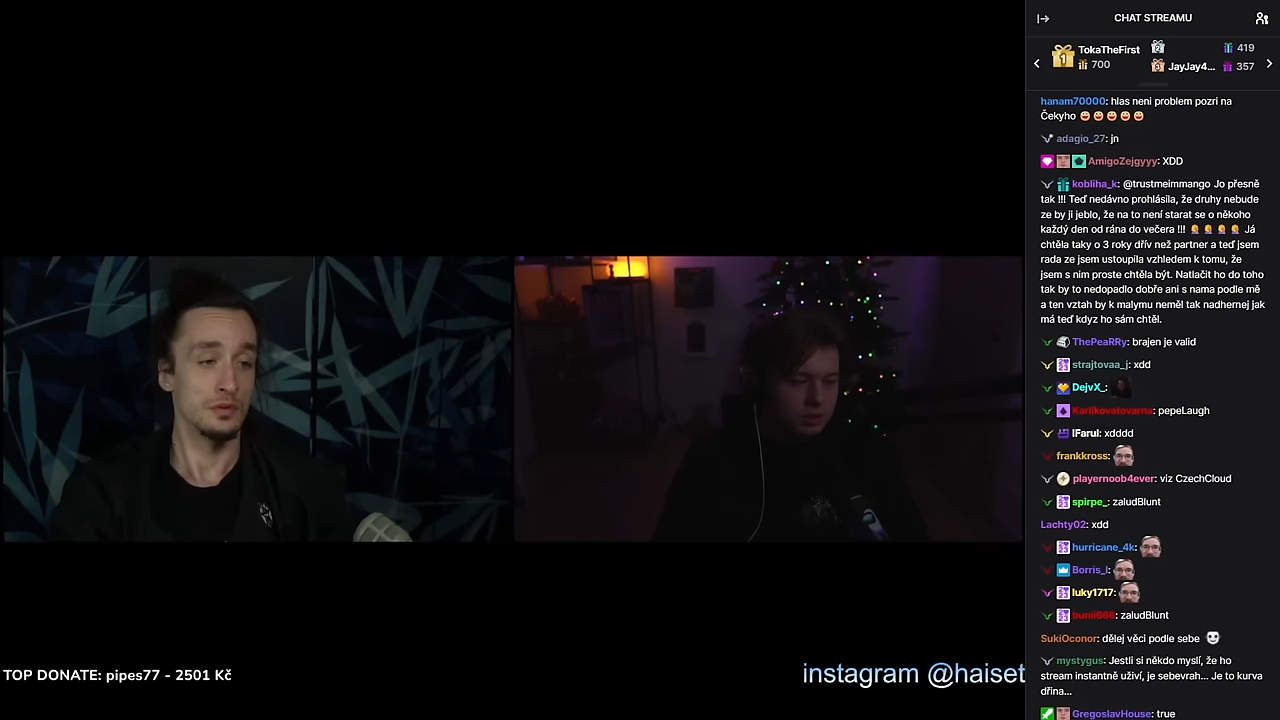 CHAT STREAMU
TokaTheFirst
700
419
JayJay4...
357
hanam70000: hlas neni problem pozri na
Čekyho
adagio_27: jn
AmigoZejgyyy: XDD
kobliha_k: @trustmeimmango Jo přesně
tak !!! Teď nedávno prohlásila, že druhy nebude
ze by ji jeblo, že na to není starat se o někoho
každý den od rána do večera !!! Já
chtěla taky o 3 roky dřív než partner a teď jsem
rada ze jsem ustoupila vzhledem k tomu, že
jsem s nim proste chtěla být. Natlačit ho do toho
tak by to nedopadlo dobře ani s nama podle mě
a ten vztah by k malymu neměl tak nadhernej jak
má teď kdyz ho sám chtěl.
ThePeaRRy: brajen je valid
strajtovaa_j: xdd
DejvX_:
Karlikovatovarna: pepeLaugh
IFarul: xdddd
frankkross:
playernoob4ever: viz CzechCloud
spirpe_: zaludBlunt
Lachty02: xdd
hurricane_4k:
Borris_l:
luky1717:
bunii666: zaludBlunt
SukiOconor: dělej věci podle sebe
mystygus: Jestli si někdo myslí, že ho
stream instantně uživí, je sebevrah... Je to kurva
dřina...
GregoslavHouse: true
TOP DONATE: pipes77 - 2501 Kč
instagram @haiset